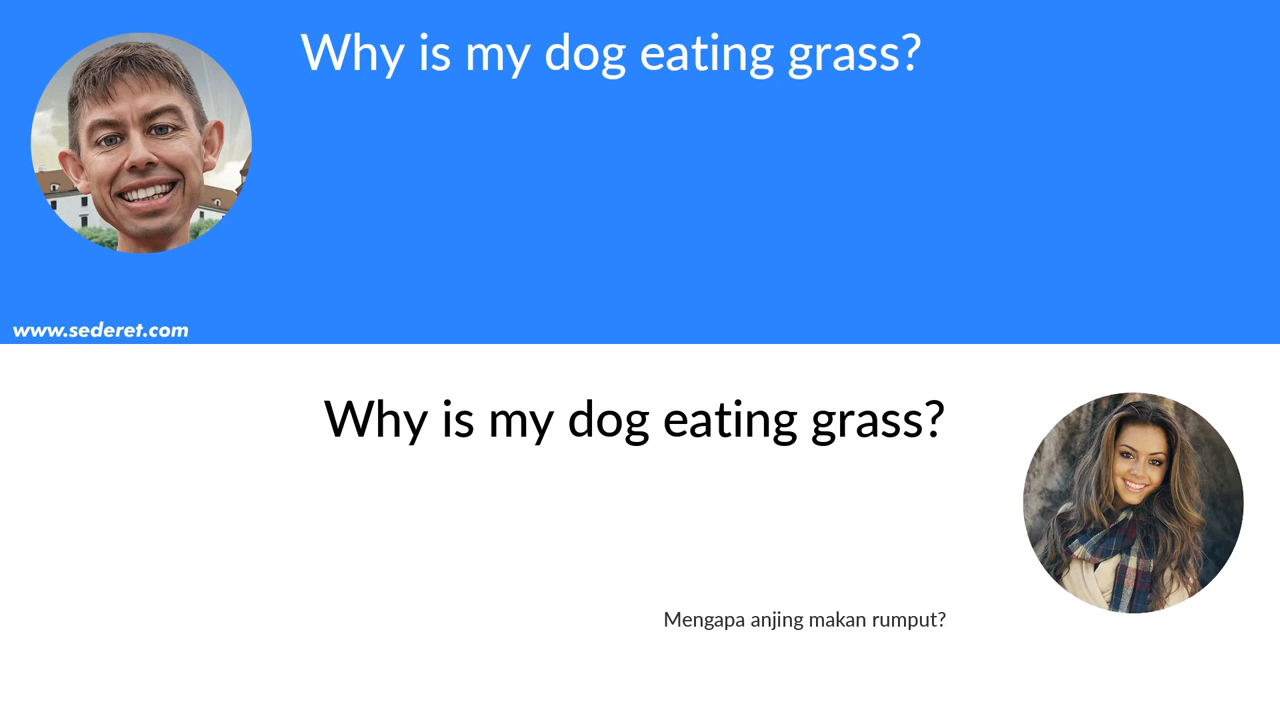 Why is my dog eating grass?
www.sederet.com
Why is my dog eating grass?
Mengapa anjing makan rumput?